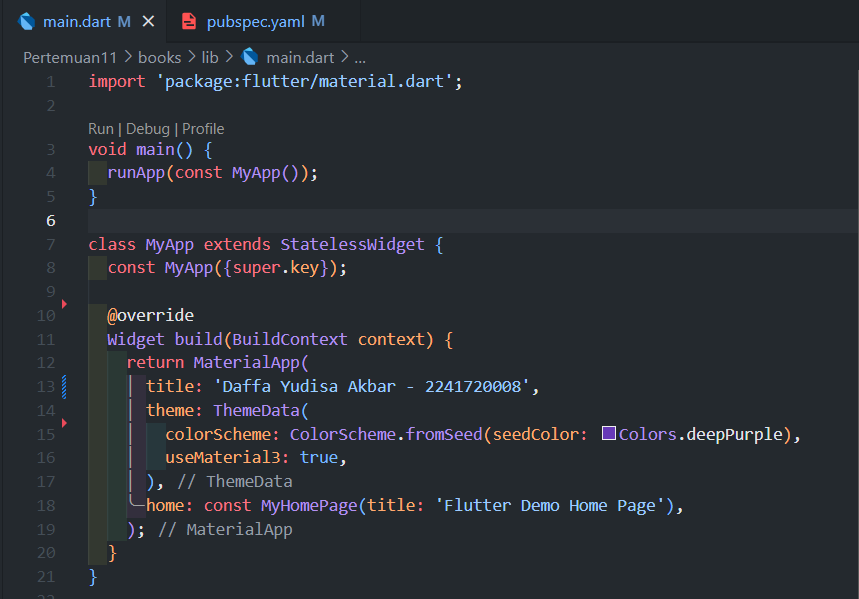 main.dart M pubspec.yaml M
Pertemuan11 > books > lib > main.dart > ...
1 import 'package:flutter/material.dart';
2
Run | Debug | Profile
3 void main() {
4 runApp(const MyApp());
5 }
6
7 class MyApp extends StatelessWidget {
8 const MyApp({super.key});
9
10 @override
11 Widget build(BuildContext context) {
12 return MaterialApp(
13 title: 'Daffa Yudisa Akbar - 2241720008',
14 theme: ThemeData(
15 colorScheme: ColorScheme.fromSeed(seedColor: Colors.deepPurple),
16 useMaterial3: true,
17 ), // ThemeData
18 home: const MyHomePage(title: 'Flutter Demo Home Page'),
19 ); // MaterialApp
20 }
21 }